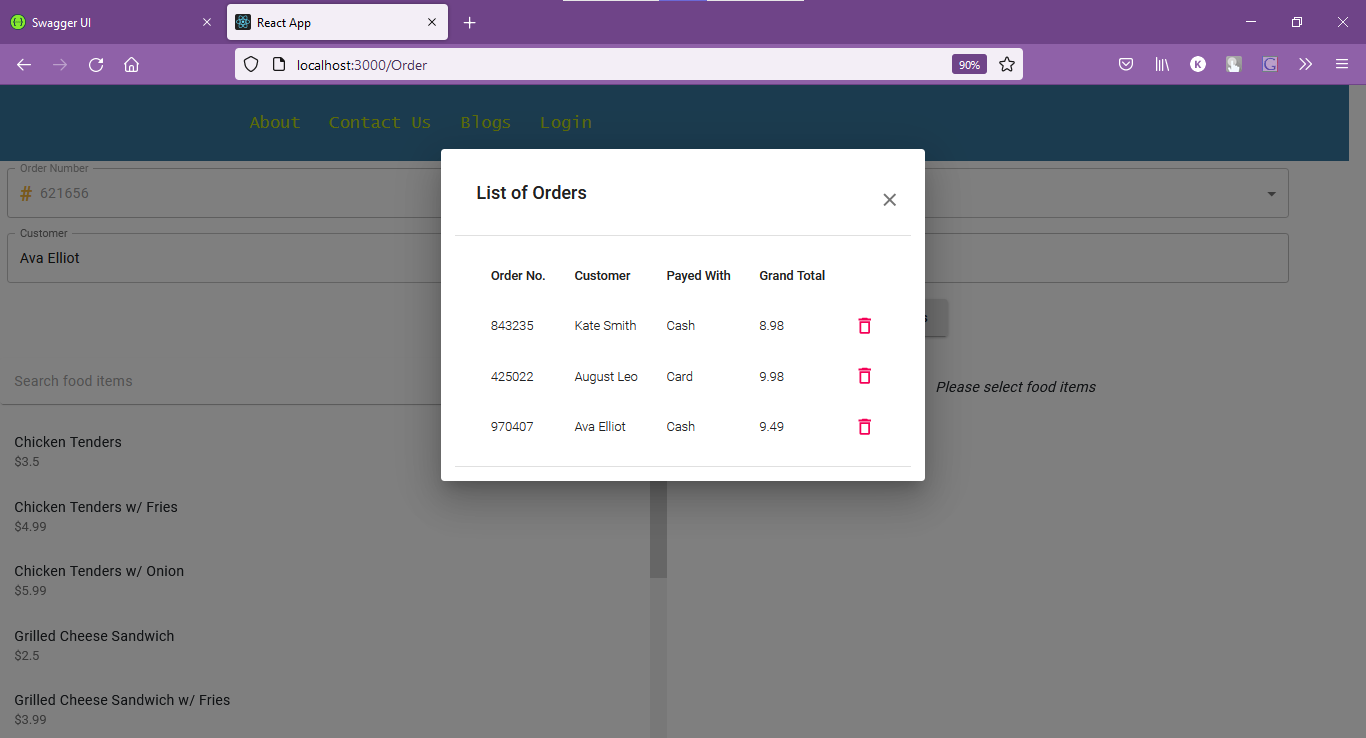 Swagger UI
React App
localhost:3000/Order
90%
K
About Contact Us Blogs Login
Order Number
# 621656
Customer
Ava Elliot
List of Orders
Order No. Customer Payed With Grand Total
843235 Kate Smith Cash 8.98
425022 August Leo Card 9.98
970407 Ava Elliot Cash 9.49
Search food items
Please select food items
Chicken Tenders
$3.5
Chicken Tenders w/ Fries
$4.99
Chicken Tenders w/ Onion
$5.99
Grilled Cheese Sandwich
$2.5
Grilled Cheese Sandwich w/ Fries
$3.99